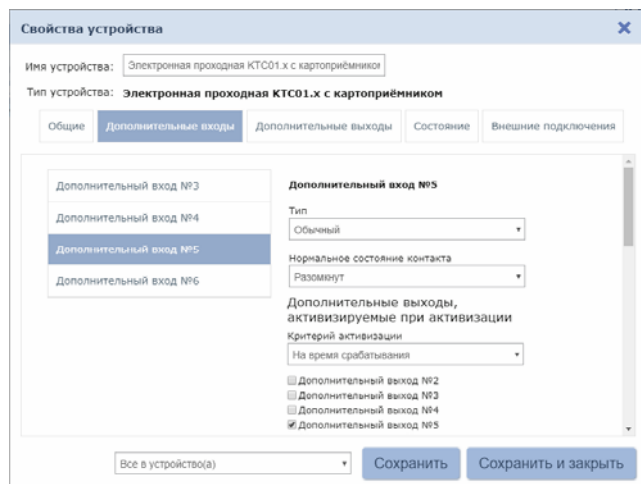 Свойства устройства
Имя устройства: Электронная проходная КТС01.x с картоприёмником
Тип устройства: Электронная проходная КТС01.x с картоприёмником
Общие Дополнительные входы Дополнительные выходы Состояние Внешние подключения
Дополнительный вход №3
Дополнительный вход №4
Дополнительный вход №5
Дополнительный вход №6
Дополнительный вход №5
Тип
Обычный
Нормальное состояние контакта
Разомкнут
Дополнительные выходы,
активизируемые при активизации
Критерий активизации
На время срабатывания
Дополнительный выход №2
Дополнительный выход №3
Дополнительный выход №4
Дополнительный выход №5
Все в устройство(а)
Сохранить
Сохранить и закрыть